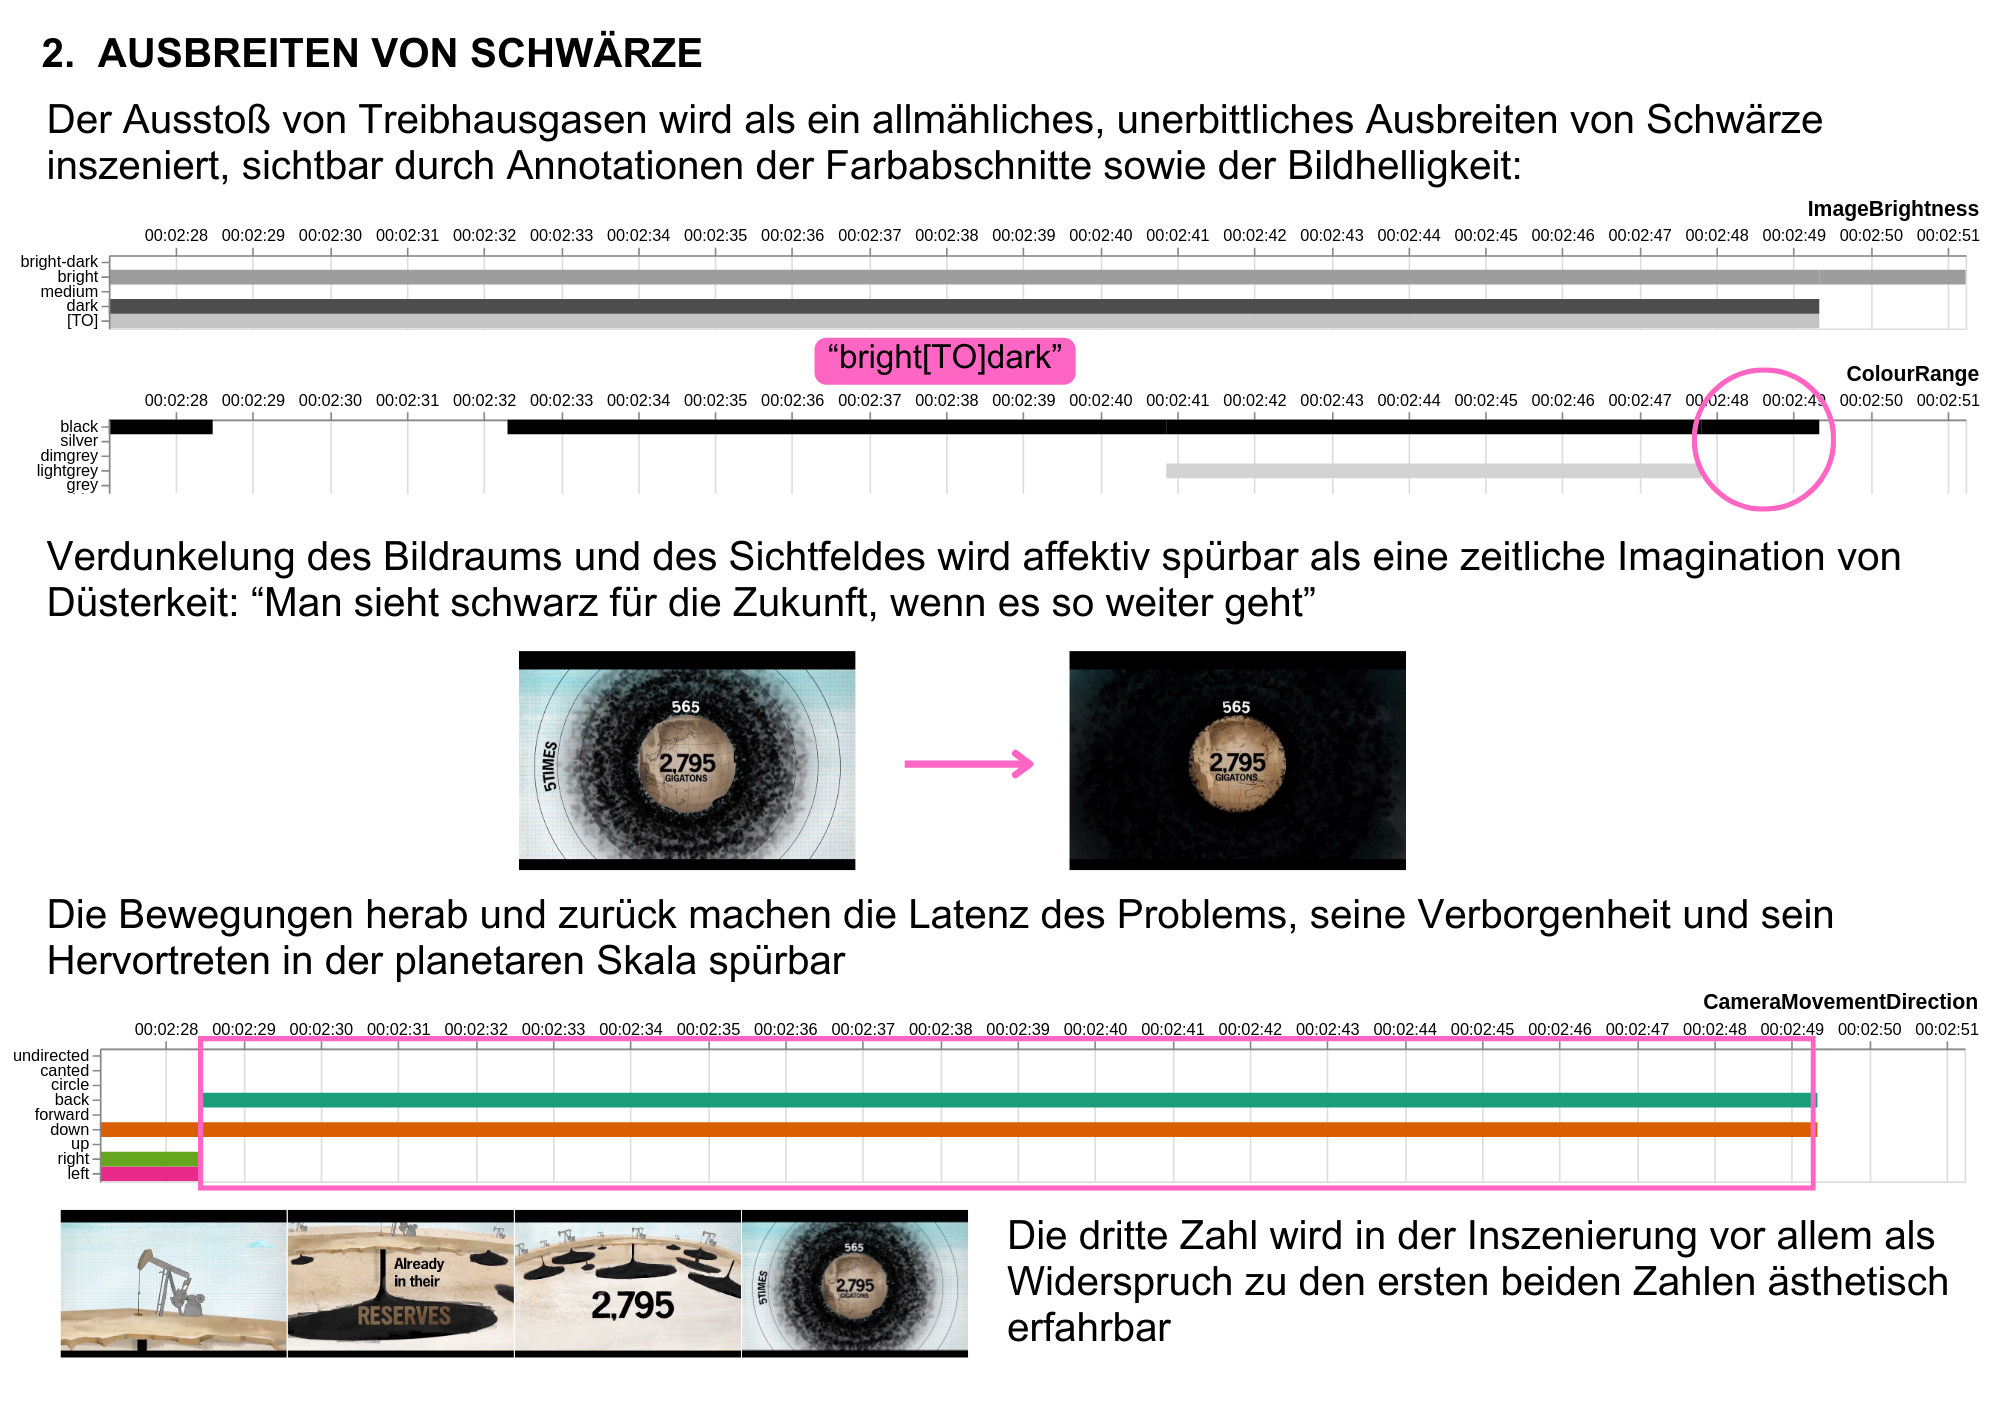 2. AUSBREITEN VON SCHWÄRZE
Der Ausstoß von Treibhausgasen wird als ein allmähliches, unerbittliches Ausbreiten von Schwärze
inszeniert, sichtbar durch Annotationen der Farbabschnitte sowie der Bildhelligkeit:
ImageBrightness
00:02:28 00:02:29 00:02:30 00:02:31 00:02:32 00:02:33 00:02:34 00:02:35 00:02:36 00:02:37 00:02:38 00:02:39 00:02:40 00:02:41 00:02:42 00:02:43 00:02:44 00:02:45 00:02:46 00:02:47 00:02:48 00:02:49 00:02:50 00:02:51
bright-dark
bright
medium
dark
[TO]
“bright[TO]dark”
ColourRange
00:02:28 00:02:29 00:02:30 00:02:31 00:02:32 00:02:33 00:02:34 00:02:35 00:02:36 00:02:37 00:02:38 00:02:39 00:02:40 00:02:41 00:02:42 00:02:43 00:02:44 00:02:45 00:02:46 00:02:47 00:02:48 00:02:49 00:02:50 00:02:51
black
silver
dimgrey
lightgrey
grey
Verdunkelung des Bildraums und des Sichtfeldes wird affektiv spürbar als eine zeitliche Imagination von
Düsterkeit: “Man sieht schwarz für die Zukunft, wenn es so weiter geht”
565
5TIMES
2,795
GIGATONS
565
2,795
GIGATONS
Die Bewegungen herab und zurück machen die Latenz des Problems, seine Verborgenheit und sein
Hervortreten in der planetaren Skala spürbar
CameraMovementDirection
00:02:28 00:02:29 00:02:30 00:02:31 00:02:32 00:02:33 00:02:34 00:02:35 00:02:36 00:02:37 00:02:38 00:02:39 00:02:40 00:02:41 00:02:42 00:02:43 00:02:44 00:02:45 00:02:46 00:02:47 00:02:48 00:02:49 00:02:50 00:02:51
undirected
canted
circle
back
forward
down
up
right
left
Already
in their
RESERVES
2,795
565
5TIMES
2,795
GIGATONS
Die dritte Zahl wird in der Inszenierung vor allem als
Widerspruch zu den ersten beiden Zahlen ästhetisch
erfahrbar